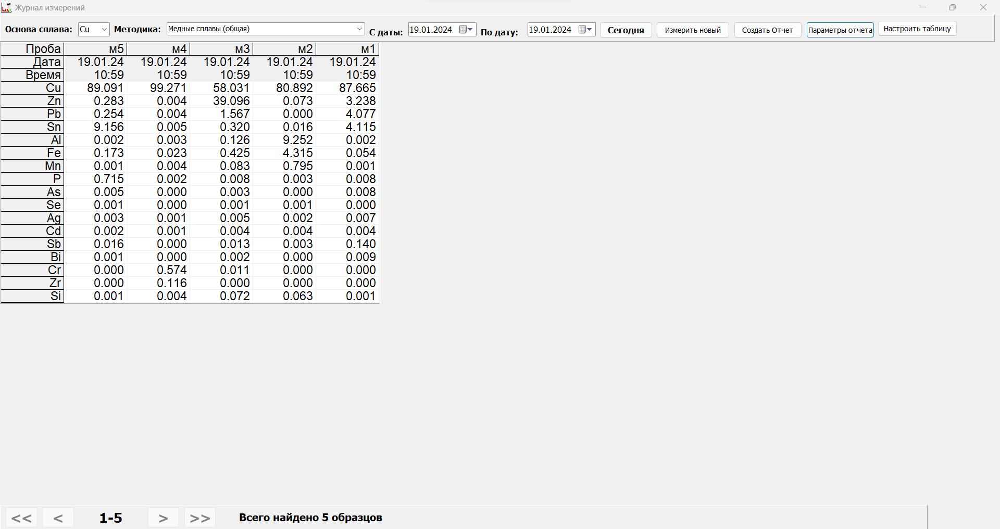 Журнал измерений
Основа сплава: Cu Методика: Медные сплавы (общая) С даты: 19.01.2024 По дату: 19.01.2024 Сегодня Измерить новый Создать Отчет Параметры отчета Настроить таблицу
Проба м5 м4 м3 м2 м1
Дата 19.01.24 19.01.24 19.01.24 19.01.24 19.01.24
Время 10:59 10:59 10:59 10:59 10:59
Cu 89.091 99.271 58.031 80.892 87.665
Zn 0.283 0.004 39.096 0.073 3.238
Pb 0.254 0.004 1.567 0.000 4.077
Sn 9.156 0.005 0.320 0.016 4.115
Al 0.002 0.003 0.126 9.252 0.002
Fe 0.173 0.023 0.425 4.315 0.054
Mn 0.001 0.004 0.083 0.795 0.001
P 0.715 0.002 0.008 0.003 0.008
As 0.005 0.000 0.003 0.000 0.008
Se 0.001 0.000 0.001 0.001 0.000
Ag 0.003 0.001 0.005 0.002 0.007
Cd 0.002 0.001 0.004 0.004 0.004
Sb 0.016 0.000 0.013 0.003 0.140
Bi 0.001 0.000 0.002 0.000 0.009
Cr 0.000 0.574 0.011 0.000 0.000
Zr 0.000 0.116 0.000 0.000 0.000
Si 0.001 0.004 0.072 0.063 0.001
<< < 1-5 > >> Всего найдено 5 образцов